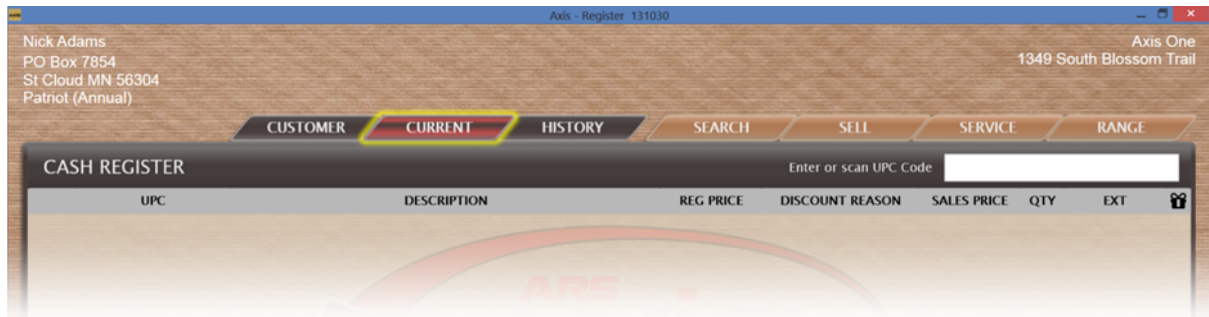 AXIS
Axis - Register 131030
Nick Adams
PO Box 7854
St Cloud MN 56304
Patriot (Annual)
Axis One
1349 South Blossom Trail
CUSTOMER CURRENT HISTORY SEARCH SELL SERVICE RANGE
CASH REGISTER Enter or scan UPC Code
UPC DESCRIPTION REG PRICE DISCOUNT REASON SALES PRICE QTY EXT
ARS